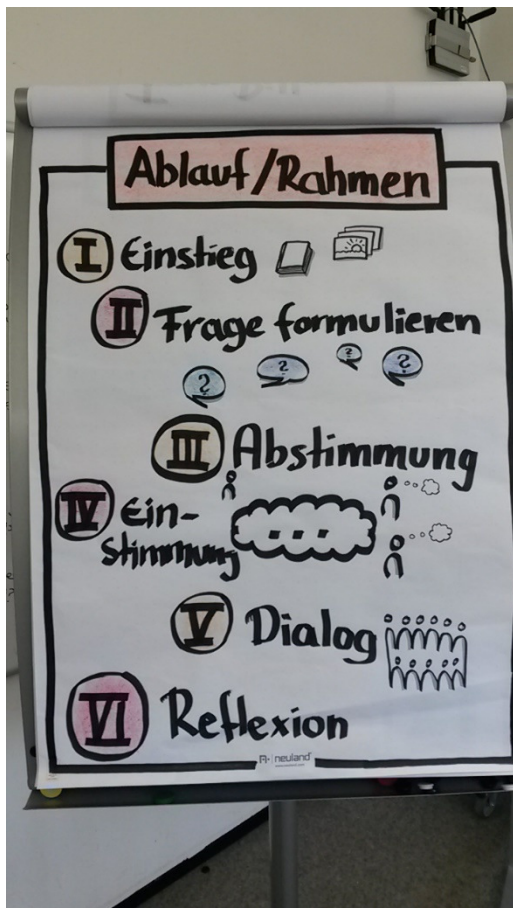 Ablauf/Rahmen
I Einstieg
II Frage formulieren
? ? ? ?
III Abstimmung
IV Ein-
stimmung
...
V Dialog
VI Reflexion
neuland